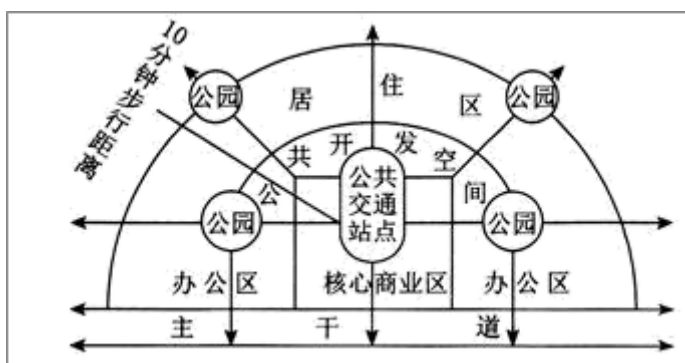 10分钟步行距离
公园
居住区
公园
公共开发空间
公共
交通
站点
公园
公园
办公区
核心商业区
办公区
主干道